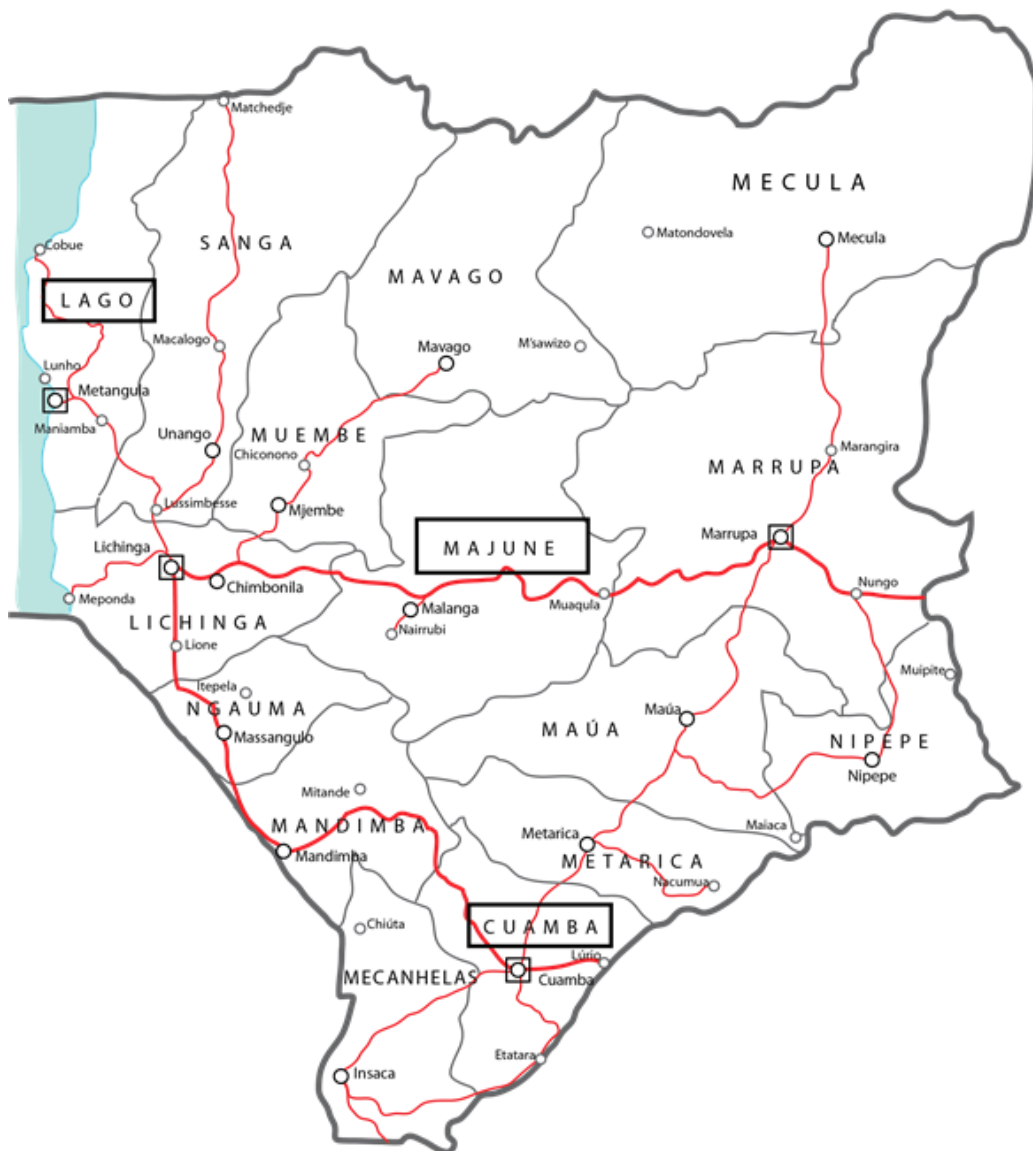 Matchedje
MECULA
Matondovela
Mecula
SANGA
Cobue
MAVAGO
LAGO
Macalogo
M'sawizo
Mavago
Lunho
Metangula
Maniamba
Unango
MUEMBE
Chiconono
Marangira
MARRUPA
Lussimbesse
Mjembe
Marrupa
Lichinga
MAJUNE
Chimbonila
Meponda
Malanga
Muaqula
Nungo
LICHINGA
Nairrubi
Lione
Muipite
Itepela
NGAUMA
Maúa
Massangulo
MAÚA
NIPEPE
Nipepe
Mitande
MANDIMBA
Maiaca
Metarica
Mandimba
METARICA
Nacumua
Chiúta
CUAMBA
Lúrio
MECANHELAS
Cuamba
Etatara
Insaca